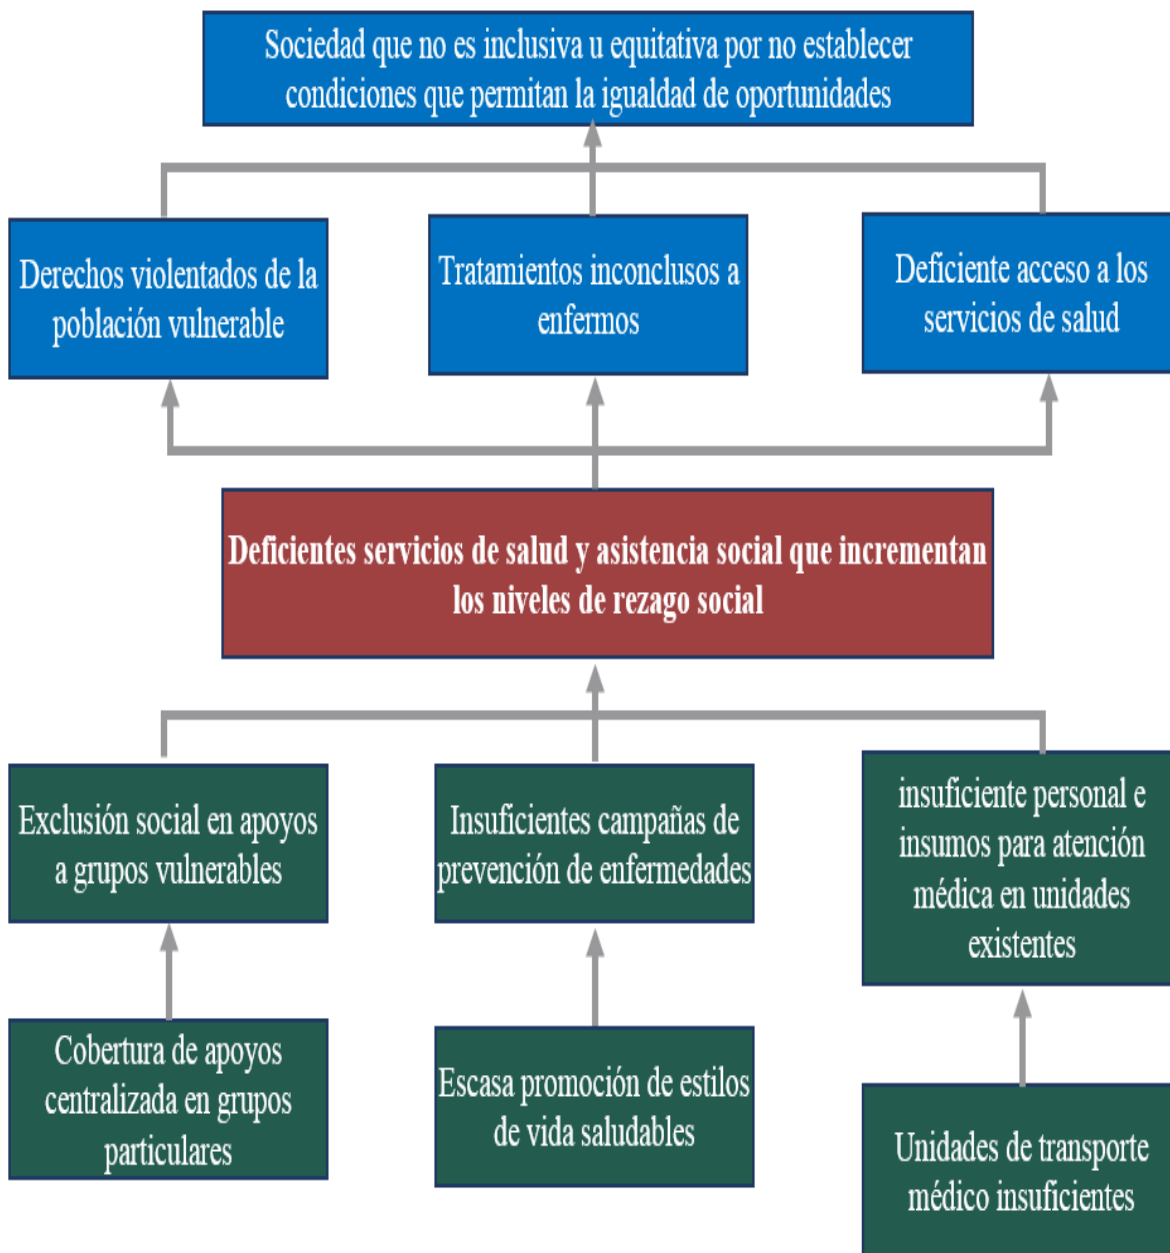 Sociedad que no es inclusiva u equitativa por no establecer
condiciones que permitan la igualdad de oportunidades
Derechos violentados de la
población vulnerable
Tratamientos inconclusos a
enfermos
Deficiente acceso a los
servicios de salud
Deficientes servicios de salud y asistencia social que incrementan
los niveles de rezago social
Exclusión social en apoyos
a grupos vulnerables
Insuficientes campañas de
prevención de enfermedades
insuficiente personal e
insumos para atención
médica en unidades
existentes
Cobertura de apoyos
centralizada en grupos
particulares
Escasa promoción de estilos
de vida saludables
Unidades de transporte
médico insuficientes